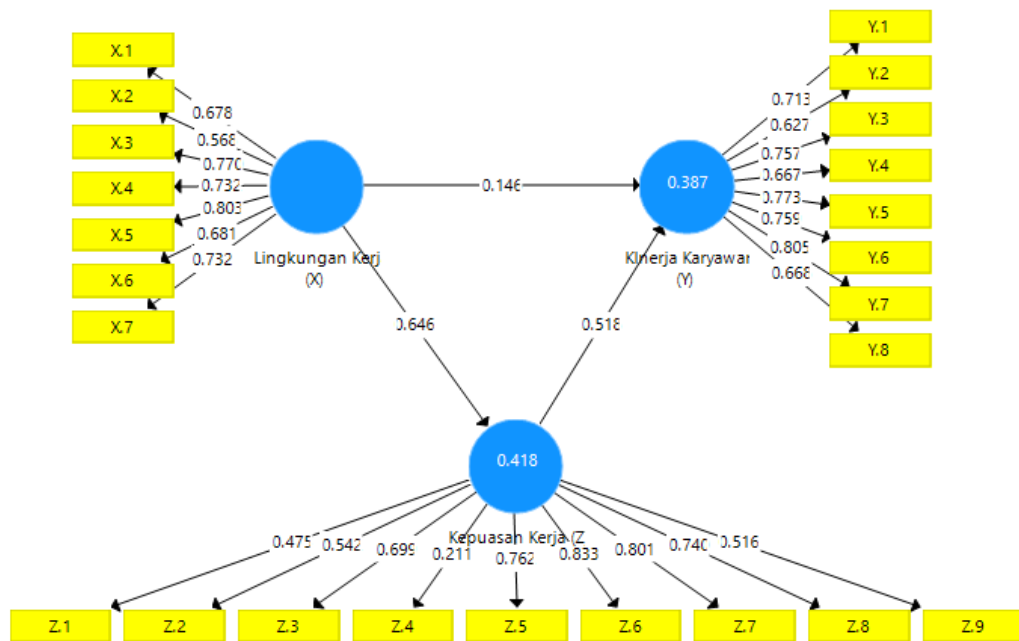 X.1
X.2
X.3
X.4
X.5
X.6
X.7
0.678
0.568
0.770
0.732
0.803
0.681
0.732
Lingkungan Kerj
(X)
0.146
0.646
0.518
0.387
KInerja Karyawar
(Y)
0.713
0.627
0.757
0.667
0.773
0.759
0.805
0.668
Y.1
Y.2
Y.3
Y.4
Y.5
Y.6
Y.7
Y.8
0.418
Kepuasan Kerja (Z
0.475
0.542
0.699
0.211
0.762
0.833
0.801
0.740
0.516
Z.1
Z.2
Z.3
Z.4
Z.5
Z.6
Z.7
Z.8
Z.9